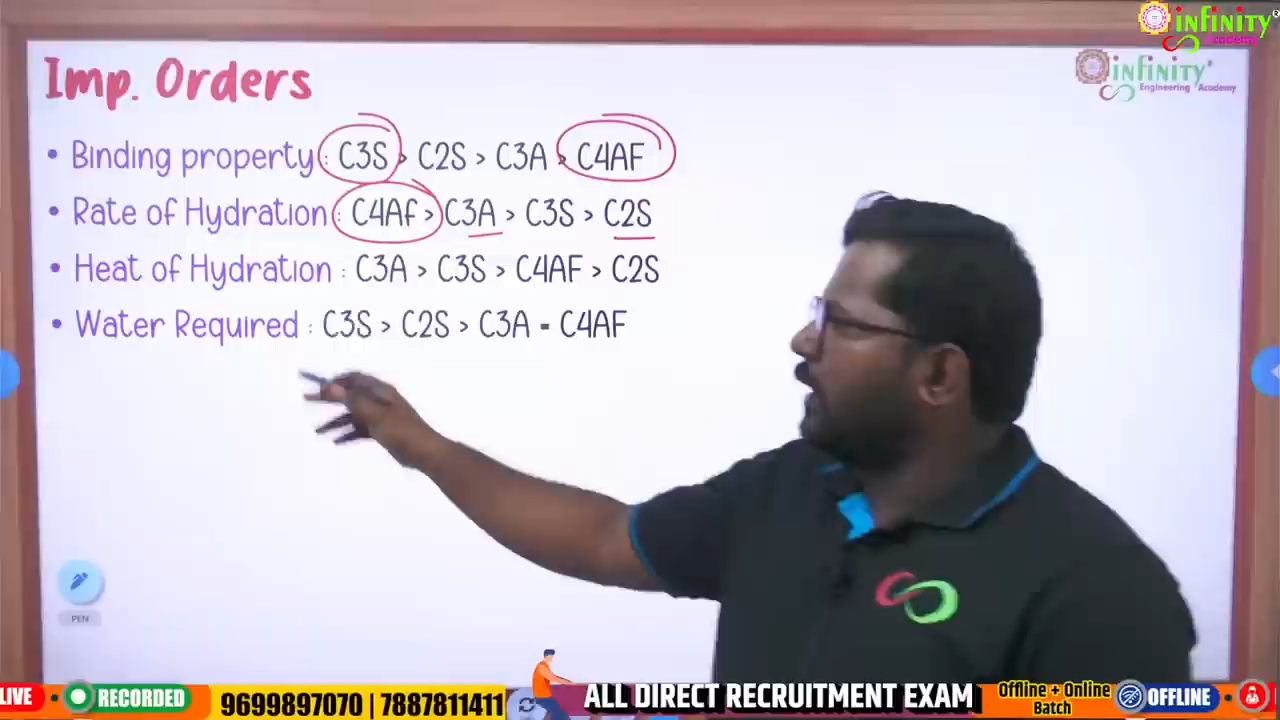 infinity
academy
Imp. Orders
infinity
Engineering Academy
• Binding property : C3S > C2S > C3A > C4AF
• Rate of Hydration : C4Af > C3A > C3S > C2S
• Heat of Hydration : C3A > C3S > C4AF > C2S
• Water Required : C3S > C2S > C3A = C4AF
PEN
LIVE • RECORDED
9699897070 | 7887811411
ALL DIRECT RECRUITMENT EXAM
Offline + Online
Batch
OFFLINE